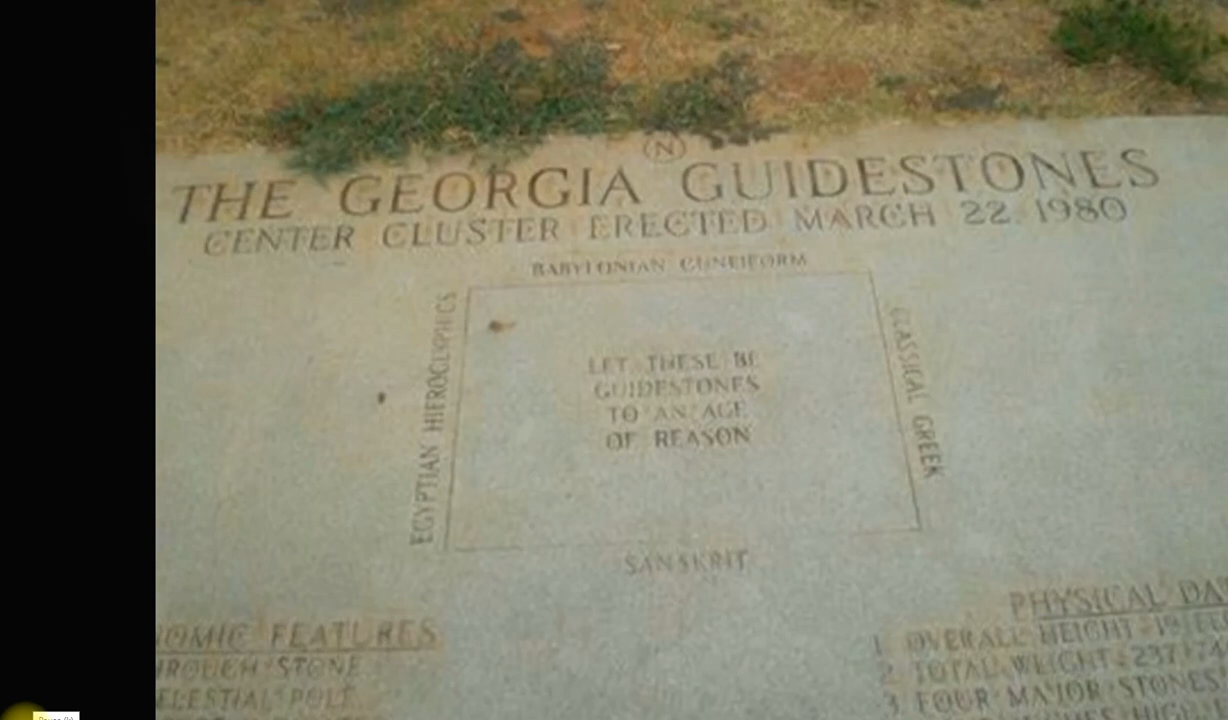 N
THE GEORGIA GUIDESTONES
CENTER CLUSTER ERECTED MARCH 22, 1980
BABYLONIAN CUNEIFORM
EGYPTIAN HIEROGLYPHICS
CLASSICAL GREEK
LET THESE BE
GUIDESTONES
TO AN AGE
OF REASON
SANSKRIT
FEATURES
STONE
POLE
PHYSICAL
1. OVERALL HEIGHT
2. TOTAL WEIGHT
3. FOUR MAJOR STONES